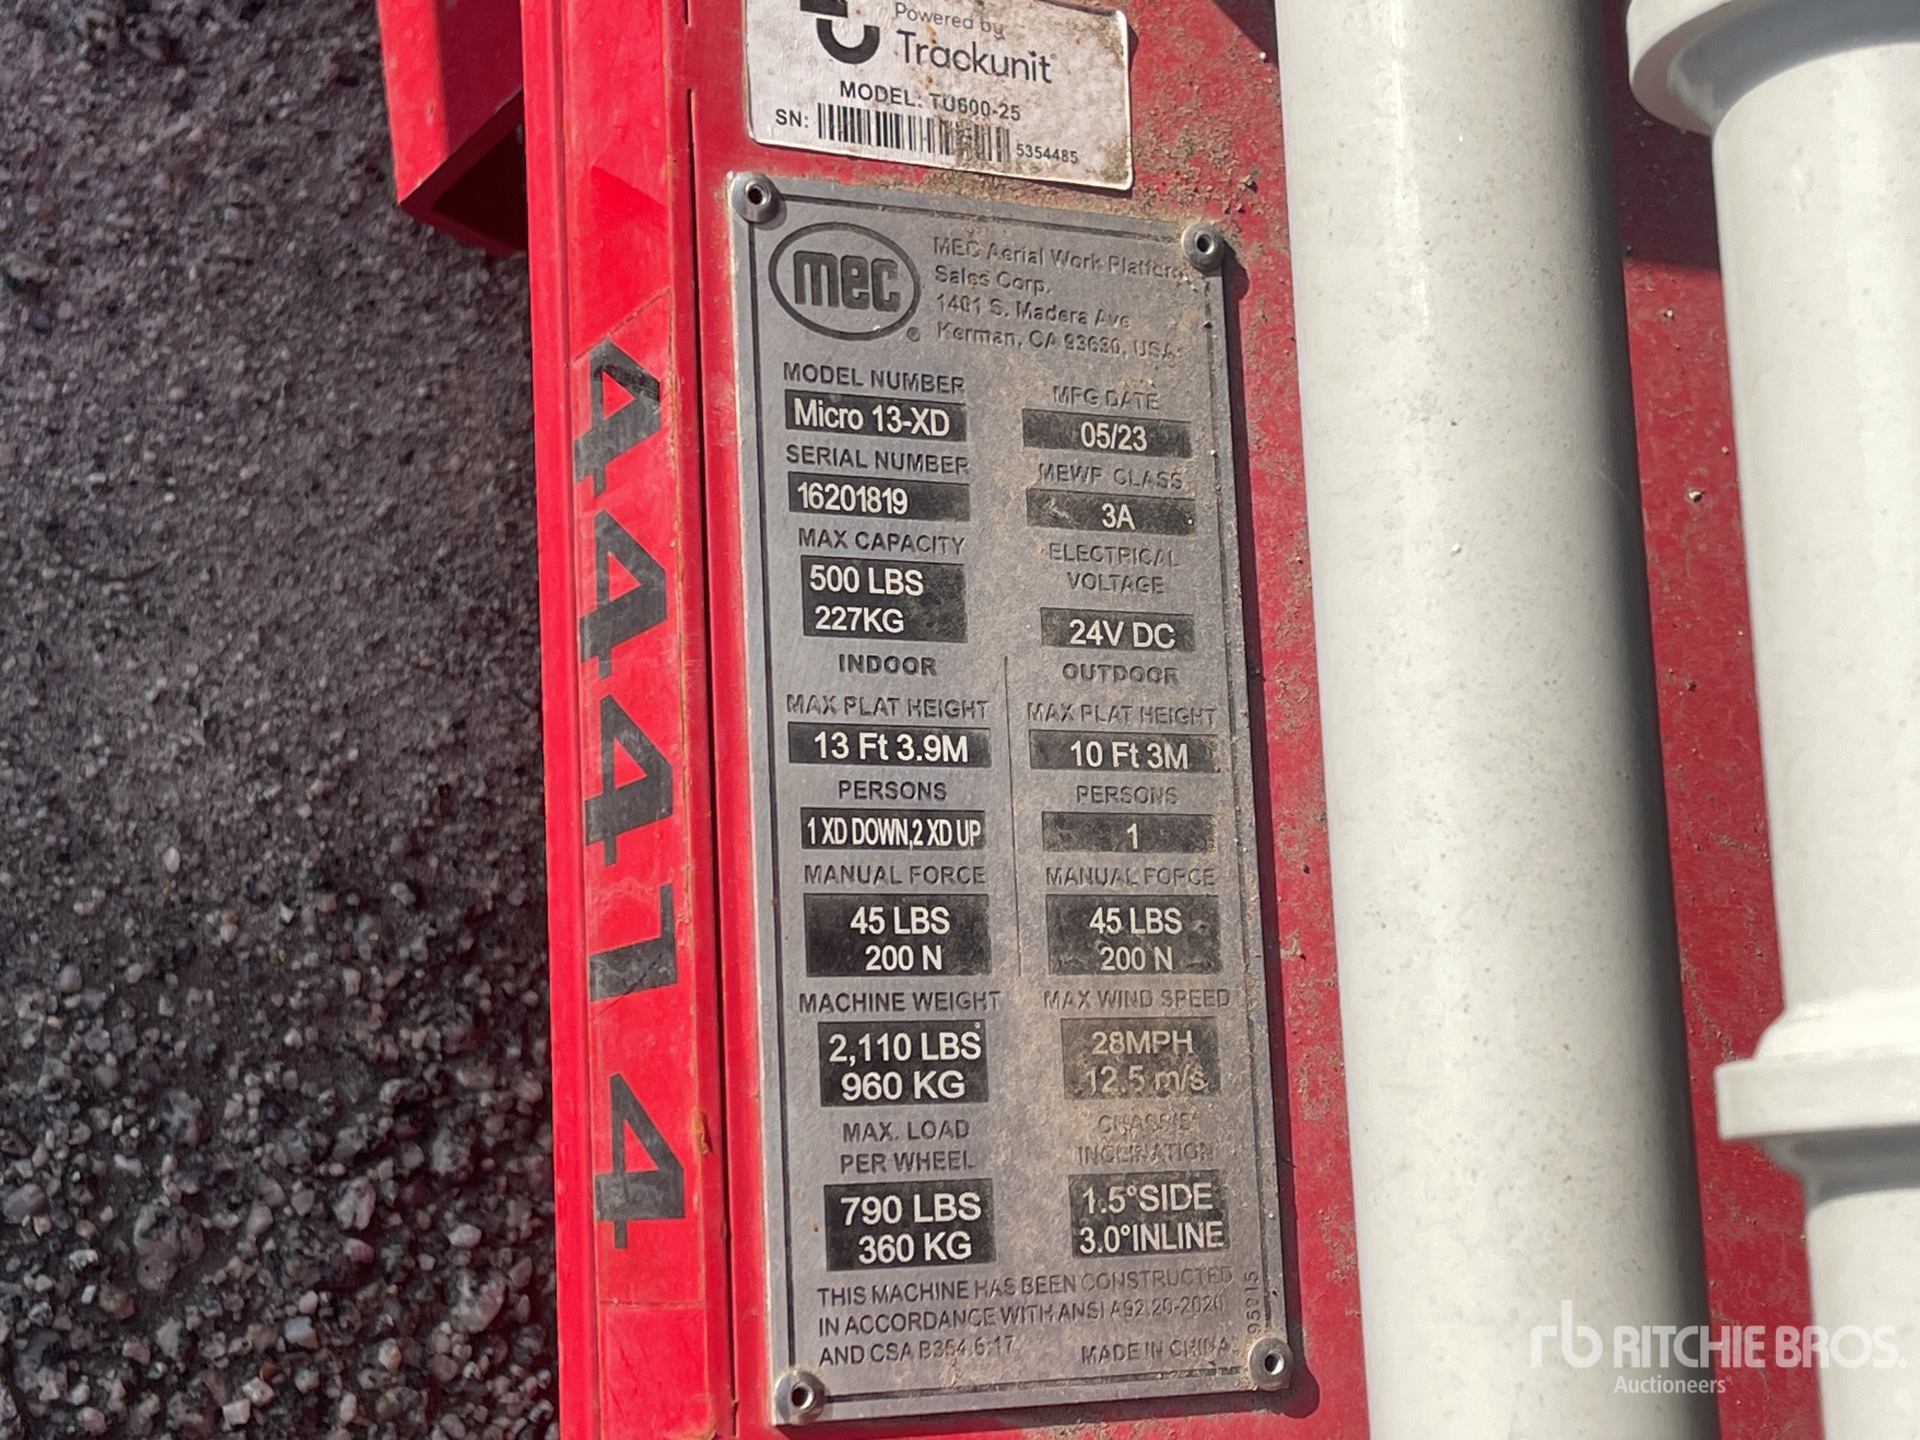 Powered by
Trackunit
MODEL: TU600-25
SN: 5354485
mec ®
MEC Aerial Work Platform
Sales Corp.
1401 S. Madera Ave
Kerman, CA 93630, USA
MODEL NUMBER
Micro 13-XD
MFG DATE
05/23
SERIAL NUMBER
16201819
MEWP CLASS
3A
MAX CAPACITY
500 LBS
227KG
ELECTRICAL
VOLTAGE
24V DC
INDOOR
MAX PLAT HEIGHT
13 Ft 3.9M
PERSONS
1 XD DOWN,2 XD UP
MANUAL FORCE
45 LBS
200 N
OUTDOOR
MAX PLAT HEIGHT
10 Ft 3M
PERSONS
1
MANUAL FORCE
45 LBS
200 N
MACHINE WEIGHT
2,110 LBS
960 KG
MAX WIND SPEED
28MPH
12.5 m/s
MAX. LOAD
PER WHEEL
790 LBS
360 KG
CHASSIS
INCLINATION
1.5°SIDE
3.0°INLINE
THIS MACHINE HAS BEEN CONSTRUCTED
IN ACCORDANCE WITH ANSI A92.20-2020
AND CSA B354.6:17
MADE IN CHINA
444414
rb RITCHIE BROS.
Auctioneers